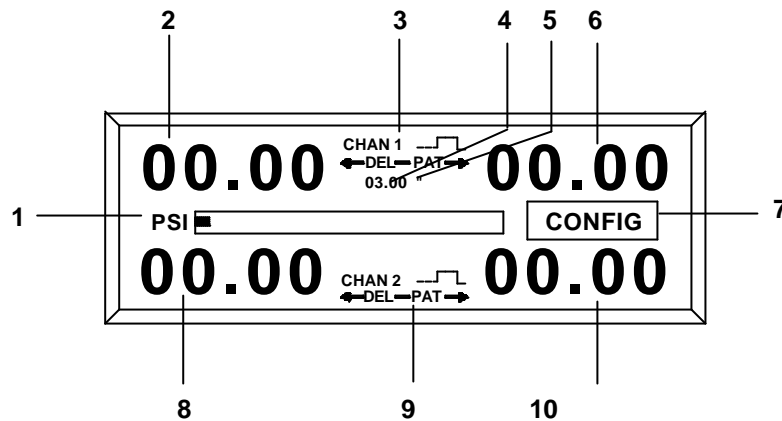 2 3 4 5 6
CHAN 1
00.00 DEL PAT 00.00
03.00 "
1 PSI CONFIG 7
00.00 CHAN 2 00.00
DEL PAT
8 9 10